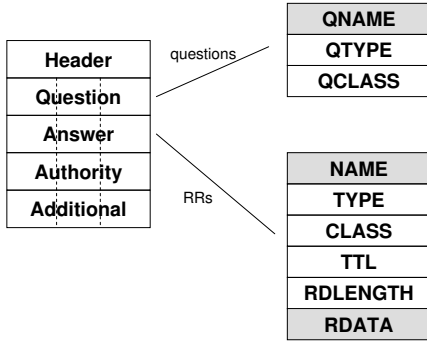 Header
Question
Answer
Authority
Additional
questions
RRs
QNAME
QTYPE
QCLASS
NAME
TYPE
CLASS
TTL
RDLENGTH
RDATA